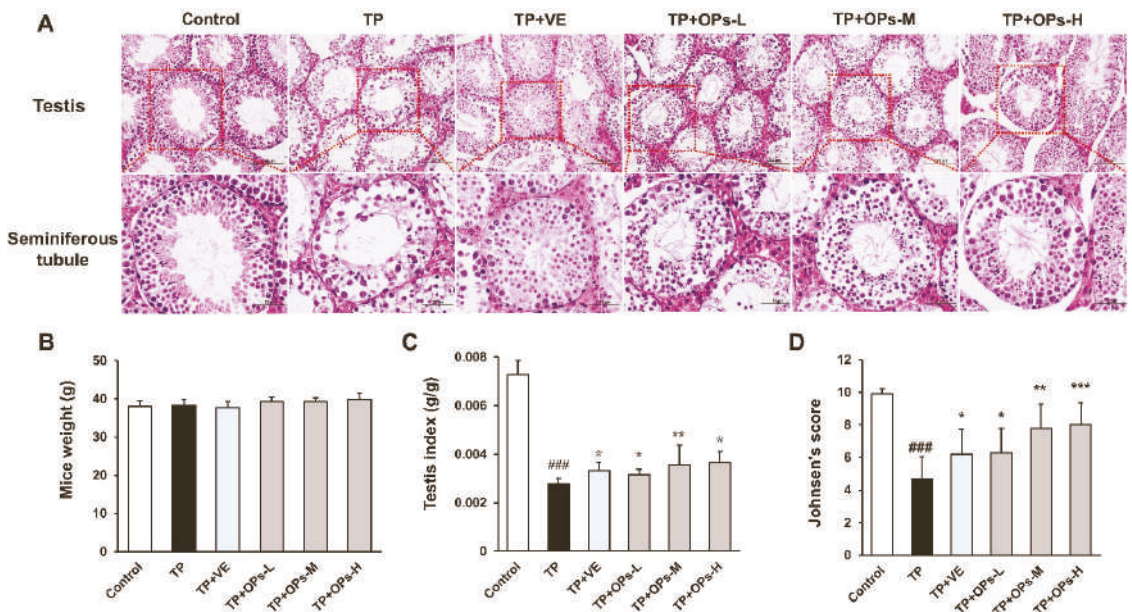 A
Control
TP
TP+VE
TP+OPs-L
TP+OPs-M
TP+OPs-H
Testis
Seminiferous
tubule
B
Mice weight (g)
50
40
30
20
10
0
Control
TP
TP+VE
TP+OPs-L
TP+OPs-M
TP+OPs-H
C
Testis index (g/g)
0.008
0.006
0.004
0.002
0
###
*
*
**
*
Control
TP
TP+VE
TP+OPs-L
TP+OPs-M
TP+OPs-H
D
Johnsen's score
12
10
8
6
4
2
0
###
*
*
**
***
Control
TP
TP+VE
TP+OPs-L
TP+OPs-M
TP+OPs-H